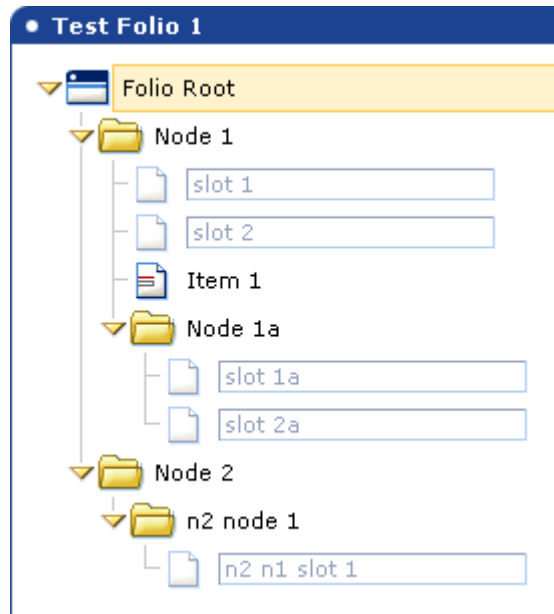 Test Folio 1
Folio Root
Node 1
slot 1
slot 2
Item 1
Node 1a
slot 1a
slot 2a
Node 2
n2 node 1
n2 n1 slot 1